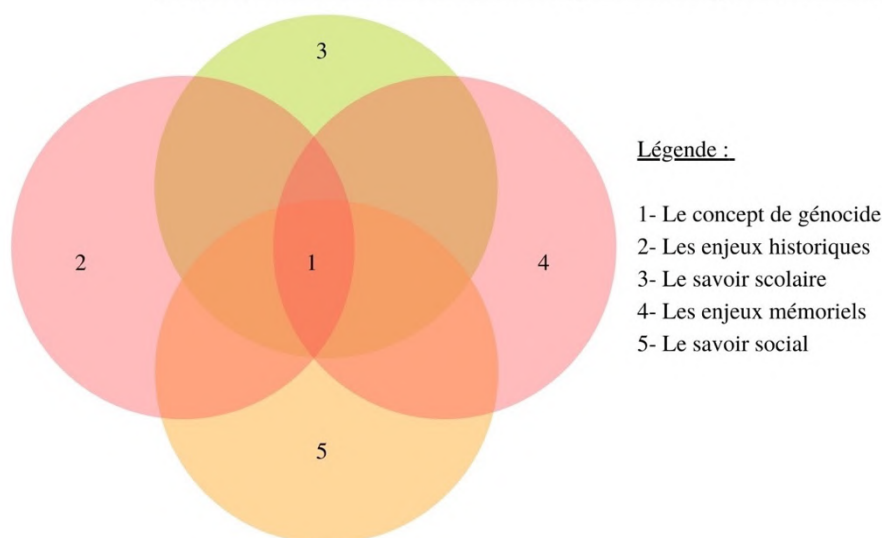 3
Légende :
1- Le concept de génocide
2- Les enjeux historiques
3- Le savoir scolaire
4- Les enjeux mémoriels
5- Le savoir social
2
1
4
5